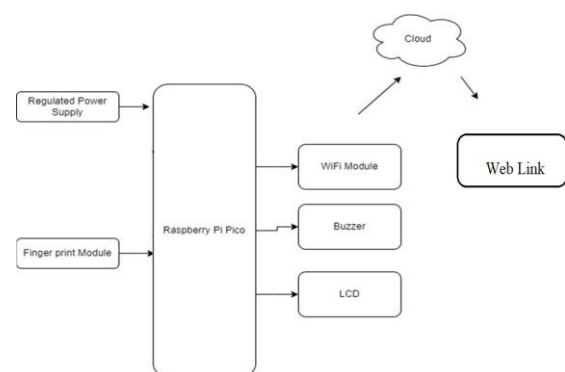 Cloud
Regulated Power
Supply
WiFi Module
Web Link
Raspberry Pi Pico
Buzzer
Finger print Module
LCD